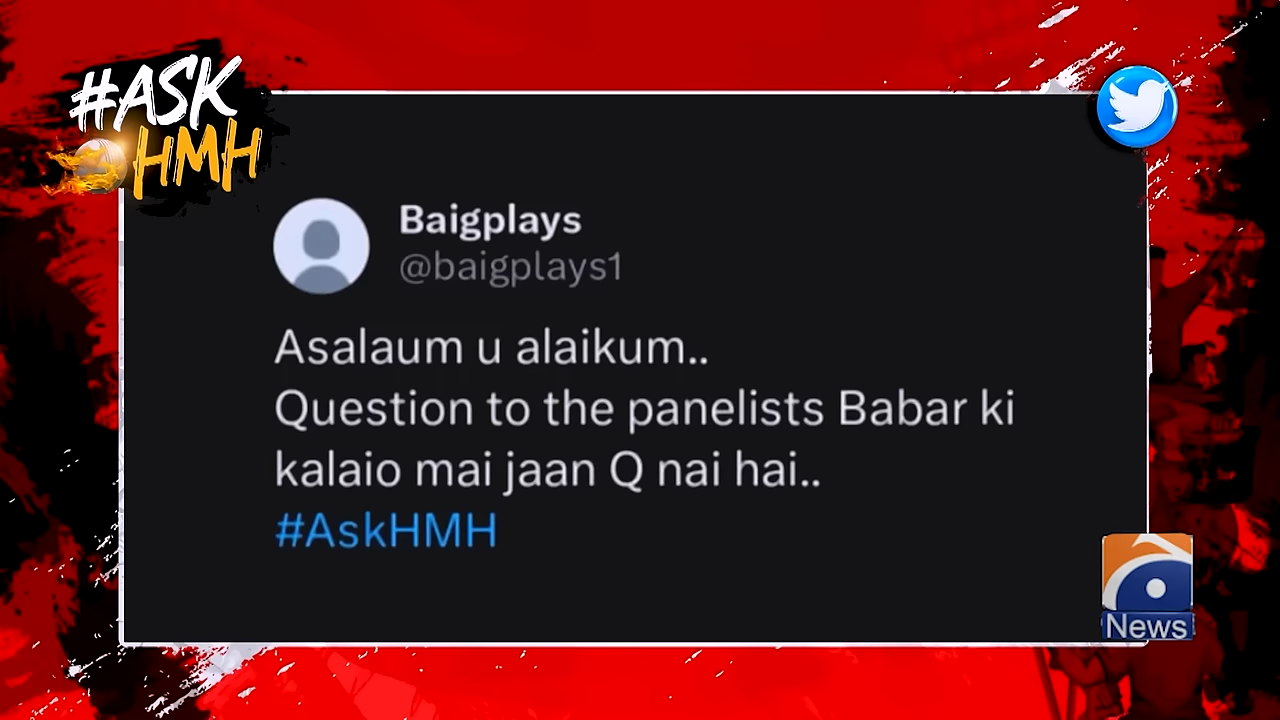 #ASK
HMH
Baigplays
@baigplays1
Asalaum u alaikum..
Question to the panelists Babar ki
kalaio mai jaan Q nai hai..
#AskHMH
News